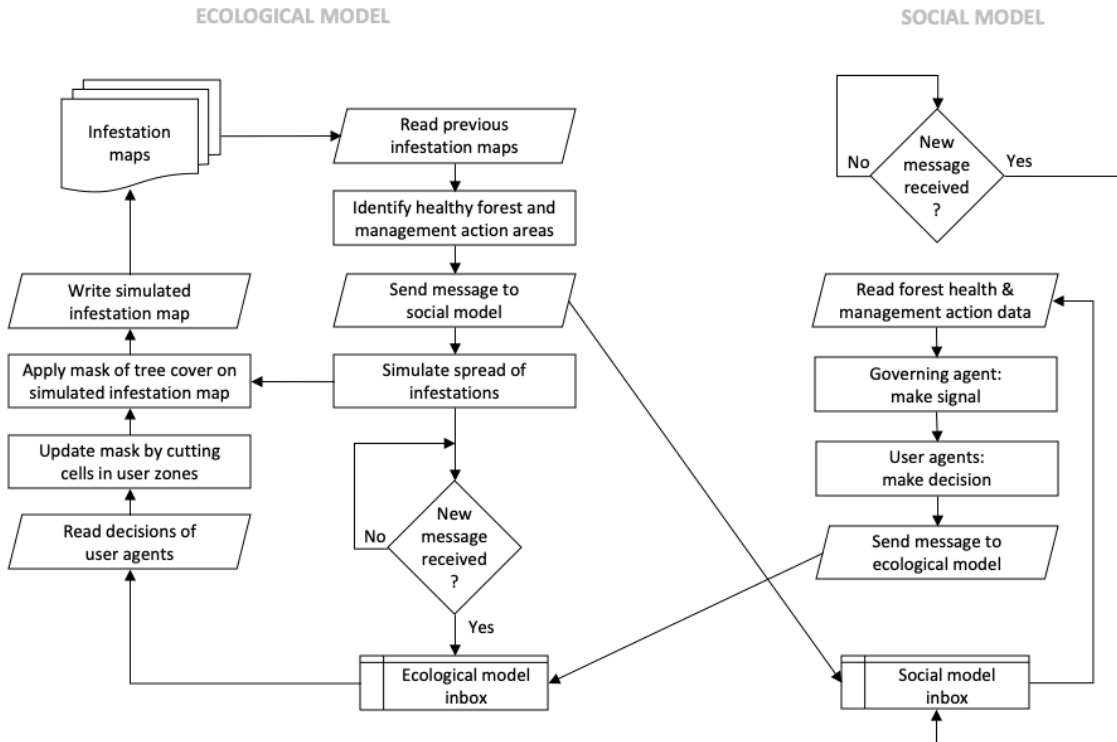 ECOLOGICAL MODEL
SOCIAL MODEL
Infestation
maps
Read previous
infestation maps
Identify healthy forest and
management action areas
Send message to
social model
Simulate spread of
infestations
Write simulated
infestation map
Apply mask of tree cover on
simulated infestation map
Update mask by cutting
cells in user zones
Read decisions of
user agents
No
New
message
received
?
Yes
Ecological model
inbox
No
New
message
received
?
Yes
Read forest health &
management action data
Governing agent:
make signal
User agents:
make decision
Send message to
ecological model
Social model
inbox